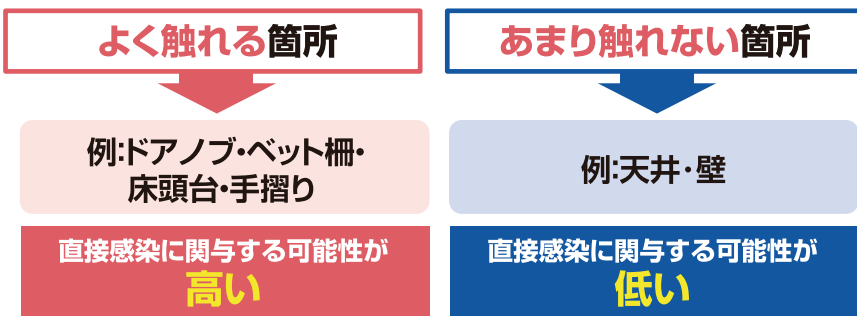 よく触れる箇所
例:ドアノブ・ベット柵・
床頭台・手摺り
直接感染に関与する可能性が
高い
あまり触れない箇所
例:天井・壁
直接感染に関与する可能性が
低い